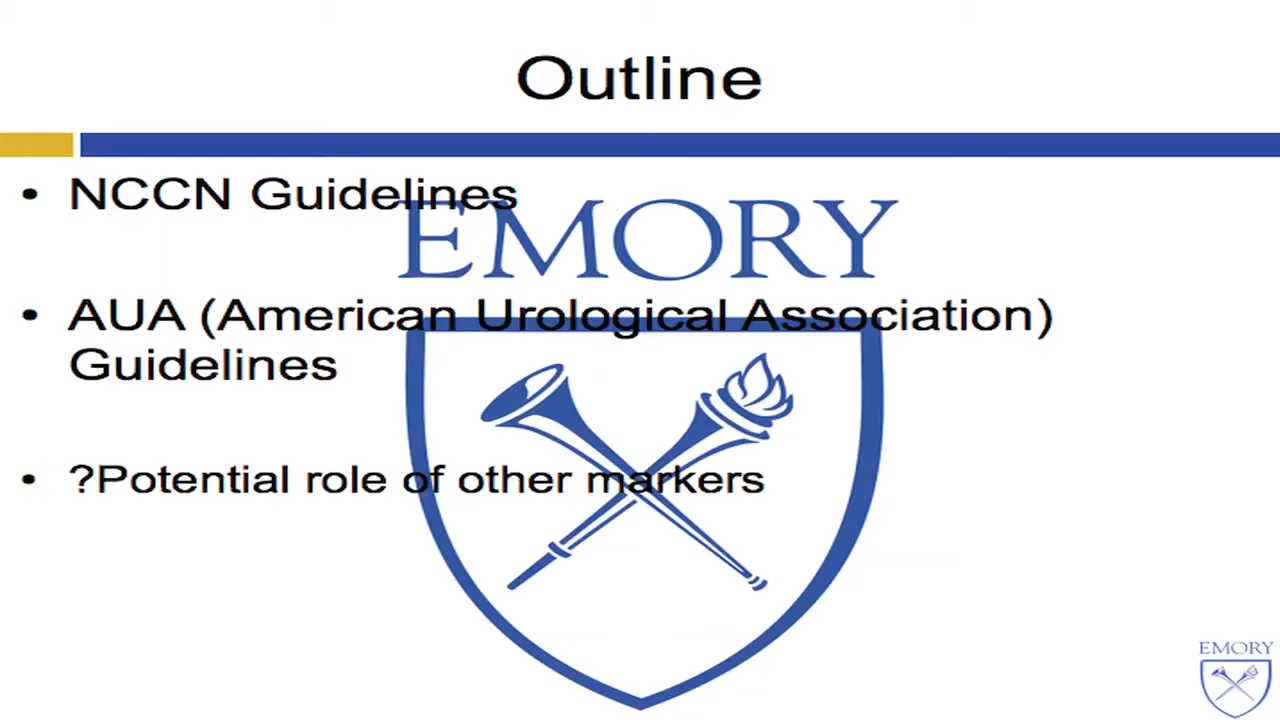 Outline
• NCCN Guidelines
EMORY
• AUA (American Urological Association)
Guidelines
• ?Potential role of other markers
EMORY